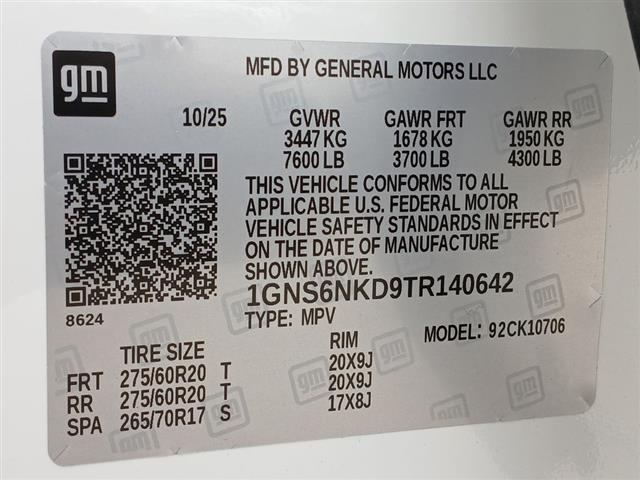 gm
MFD BY GENERAL MOTORS LLC
10/25 GVWR GAWR FRT GAWR RR
3447 KG 1678 KG 1950 KG
7600 LB 3700 LB 4300 LB
THIS VEHICLE CONFORMS TO ALL
APPLICABLE U.S. FEDERAL MOTOR
VEHICLE SAFETY STANDARDS IN EFFECT
ON THE DATE OF MANUFACTURE
SHOWN ABOVE.
1GNS6NKD9TR140642
8624
TYPE: MPV MODEL: 92CK10706
TIRE SIZE RIM
FRT 275/60R20 T 20X9J
RR 275/60R20 T 20X9J
SPA 265/70R17 S 17X8J